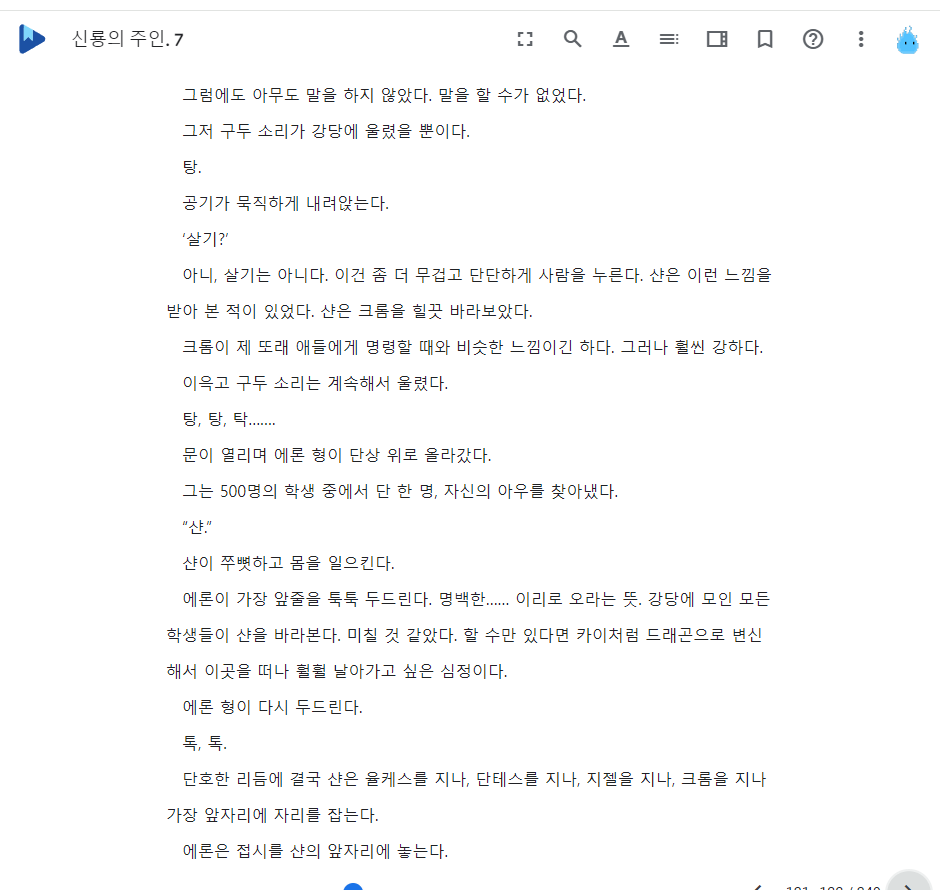 신룡의 주인. 7
그럼에도 아무도 말을 하지 않았다. 말을 할 수가 없었다.
그저 구두 소리가 강당에 울렸을 뿐이다.
탕.
공기가 묵직하게 내려앉는다.
‘살기?’
아니, 살기는 아니다. 이건 좀 더 무겁고 단단하게 사람을 누른다. 샨은 이런 느낌을
받아 본 적이 있었다. 샨은 크롬을 힐끗 바라보았다.
크롬이 제 또래 애들에게 명령할 때와 비슷한 느낌이긴 하다. 그러나 훨씬 강하다.
이윽고 구두 소리는 계속해서 울렸다.
탕, 탕, 탁…….
문이 열리며 에론 형이 단상 위로 올라갔다.
그는 500명의 학생 중에서 단 한 명, 자신의 아우를 찾아냈다.
“샨.”
샨이 쭈뼛하고 몸을 일으킨다.
에론이 가장 앞줄을 툭툭 두드린다. 명백한…… 이리로 오라는 뜻. 강당에 모인 모든
학생들이 샨을 바라본다. 미칠 것 같았다. 할 수만 있다면 카이처럼 드래곤으로 변신
해서 이곳을 떠나 훨훨 날아가고 싶은 심정이다.
에론 형이 다시 두드린다.
톡, 톡.
단호한 리듬에 결국 샨은 율케스를 지나, 단테스를 지나, 지젤을 지나, 크롬을 지나
가장 앞자리에 자리를 잡는다.
에론은 접시를 샨의 앞자리에 놓는다.